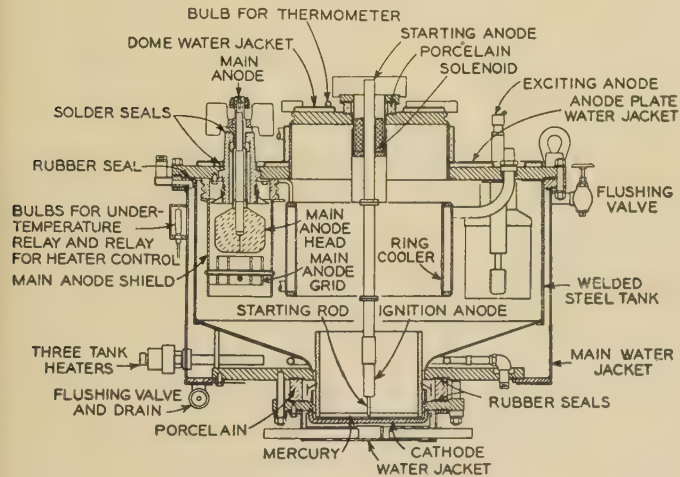 BULB FOR THERMOMETER
DOME WATER JACKET
MAIN
ANODE
STARTING ANODE
PORCELAIN
SOLENOID
EXCITING ANODE
ANODE PLATE
WATER JACKET
SOLDER SEALS
RUBBER SEAL
FLUSHING
VALVE
BULBS FOR UNDER-
TEMPERATURE
RELAY AND RELAY
FOR HEATER CONTROL
MAIN ANODE SHIELD
MAIN
ANODE
HEAD
MAIN
ANODE
GRID
RING
COOLER
WELDED
STEEL TANK
STARTING ROD
IGNITION ANODE
THREE TANK
HEATERS
MAIN WATER
JACKET
FLUSHING VALVE
AND DRAIN
PORCELAIN
RUBBER SEALS
MERCURY
CATHODE
WATER JACKET